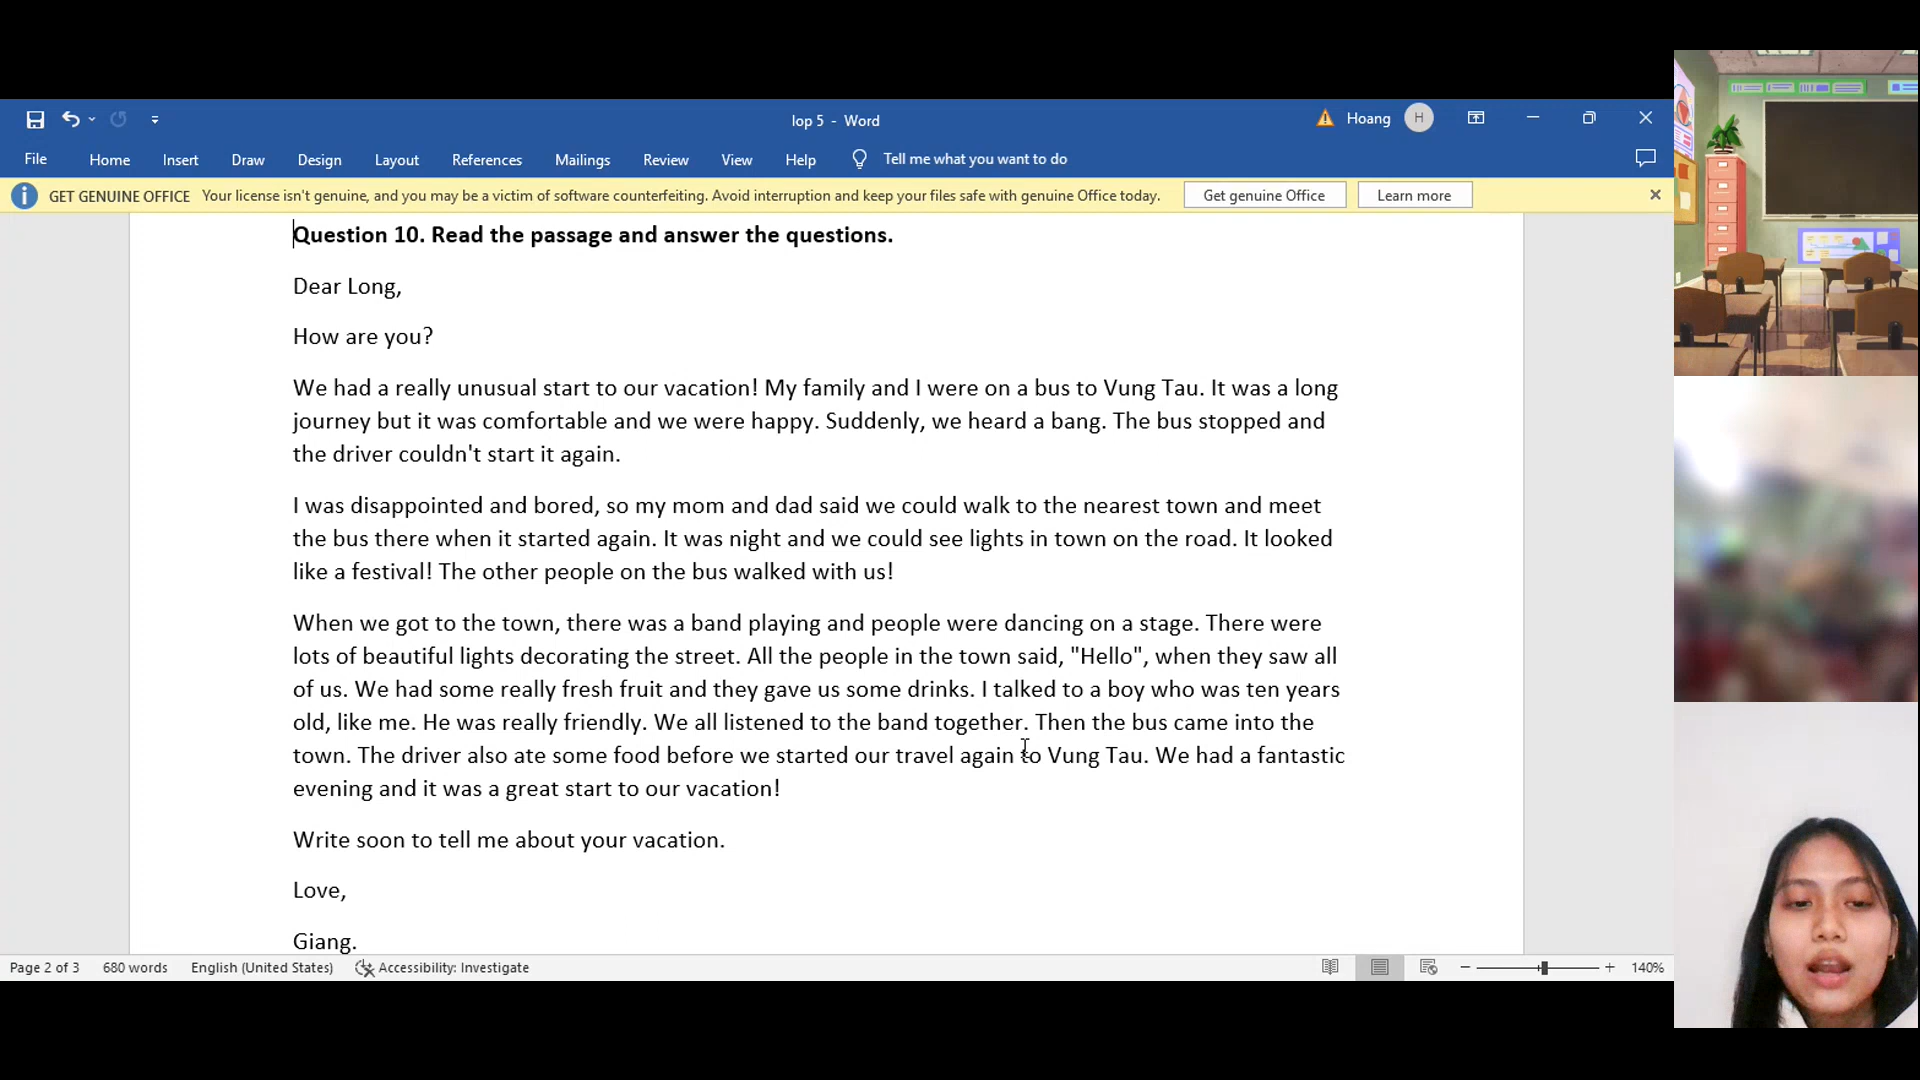 lop 5 - Word
Hoang
H
File
Home
Insert
Draw
Design
Layout
References
Mailings
Review
View
Help
Tell me what you want to do
GET GENUINE OFFICE Your license isn't genuine, and you may be a victim of software counterfeiting. Avoid interruption and keep your files safe with genuine Office today.
Get genuine Office
Learn more
Question 10. Read the passage and answer the questions.
Dear Long,
How are you?
We had a really unusual start to our vacation! My family and I were on a bus to Vung Tau. It was a long
journey but it was comfortable and we were happy. Suddenly, we heard a bang. The bus stopped and
the driver couldn't start it again.
I was disappointed and bored, so my mom and dad said we could walk to the nearest town and meet
the bus there when it started again. It was night and we could see lights in town on the road. It looked
like a festival! The other people on the bus walked with us!
When we got to the town, there was a band playing and people were dancing on a stage. There were
lots of beautiful lights decorating the street. All the people in the town said, "Hello", when they saw all
of us. We had some really fresh fruit and they gave us some drinks. I talked to a boy who was ten years
old, like me. He was really friendly. We all listened to the band together. Then the bus came into the
town. The driver also ate some food before we started our travel again to Vung Tau. We had a fantastic
evening and it was a great start to our vacation!
Write soon to tell me about your vacation.
Love,
Giang.
Page 2 of 3
680 words
English (United States)
Accessibility: Investigate
140%